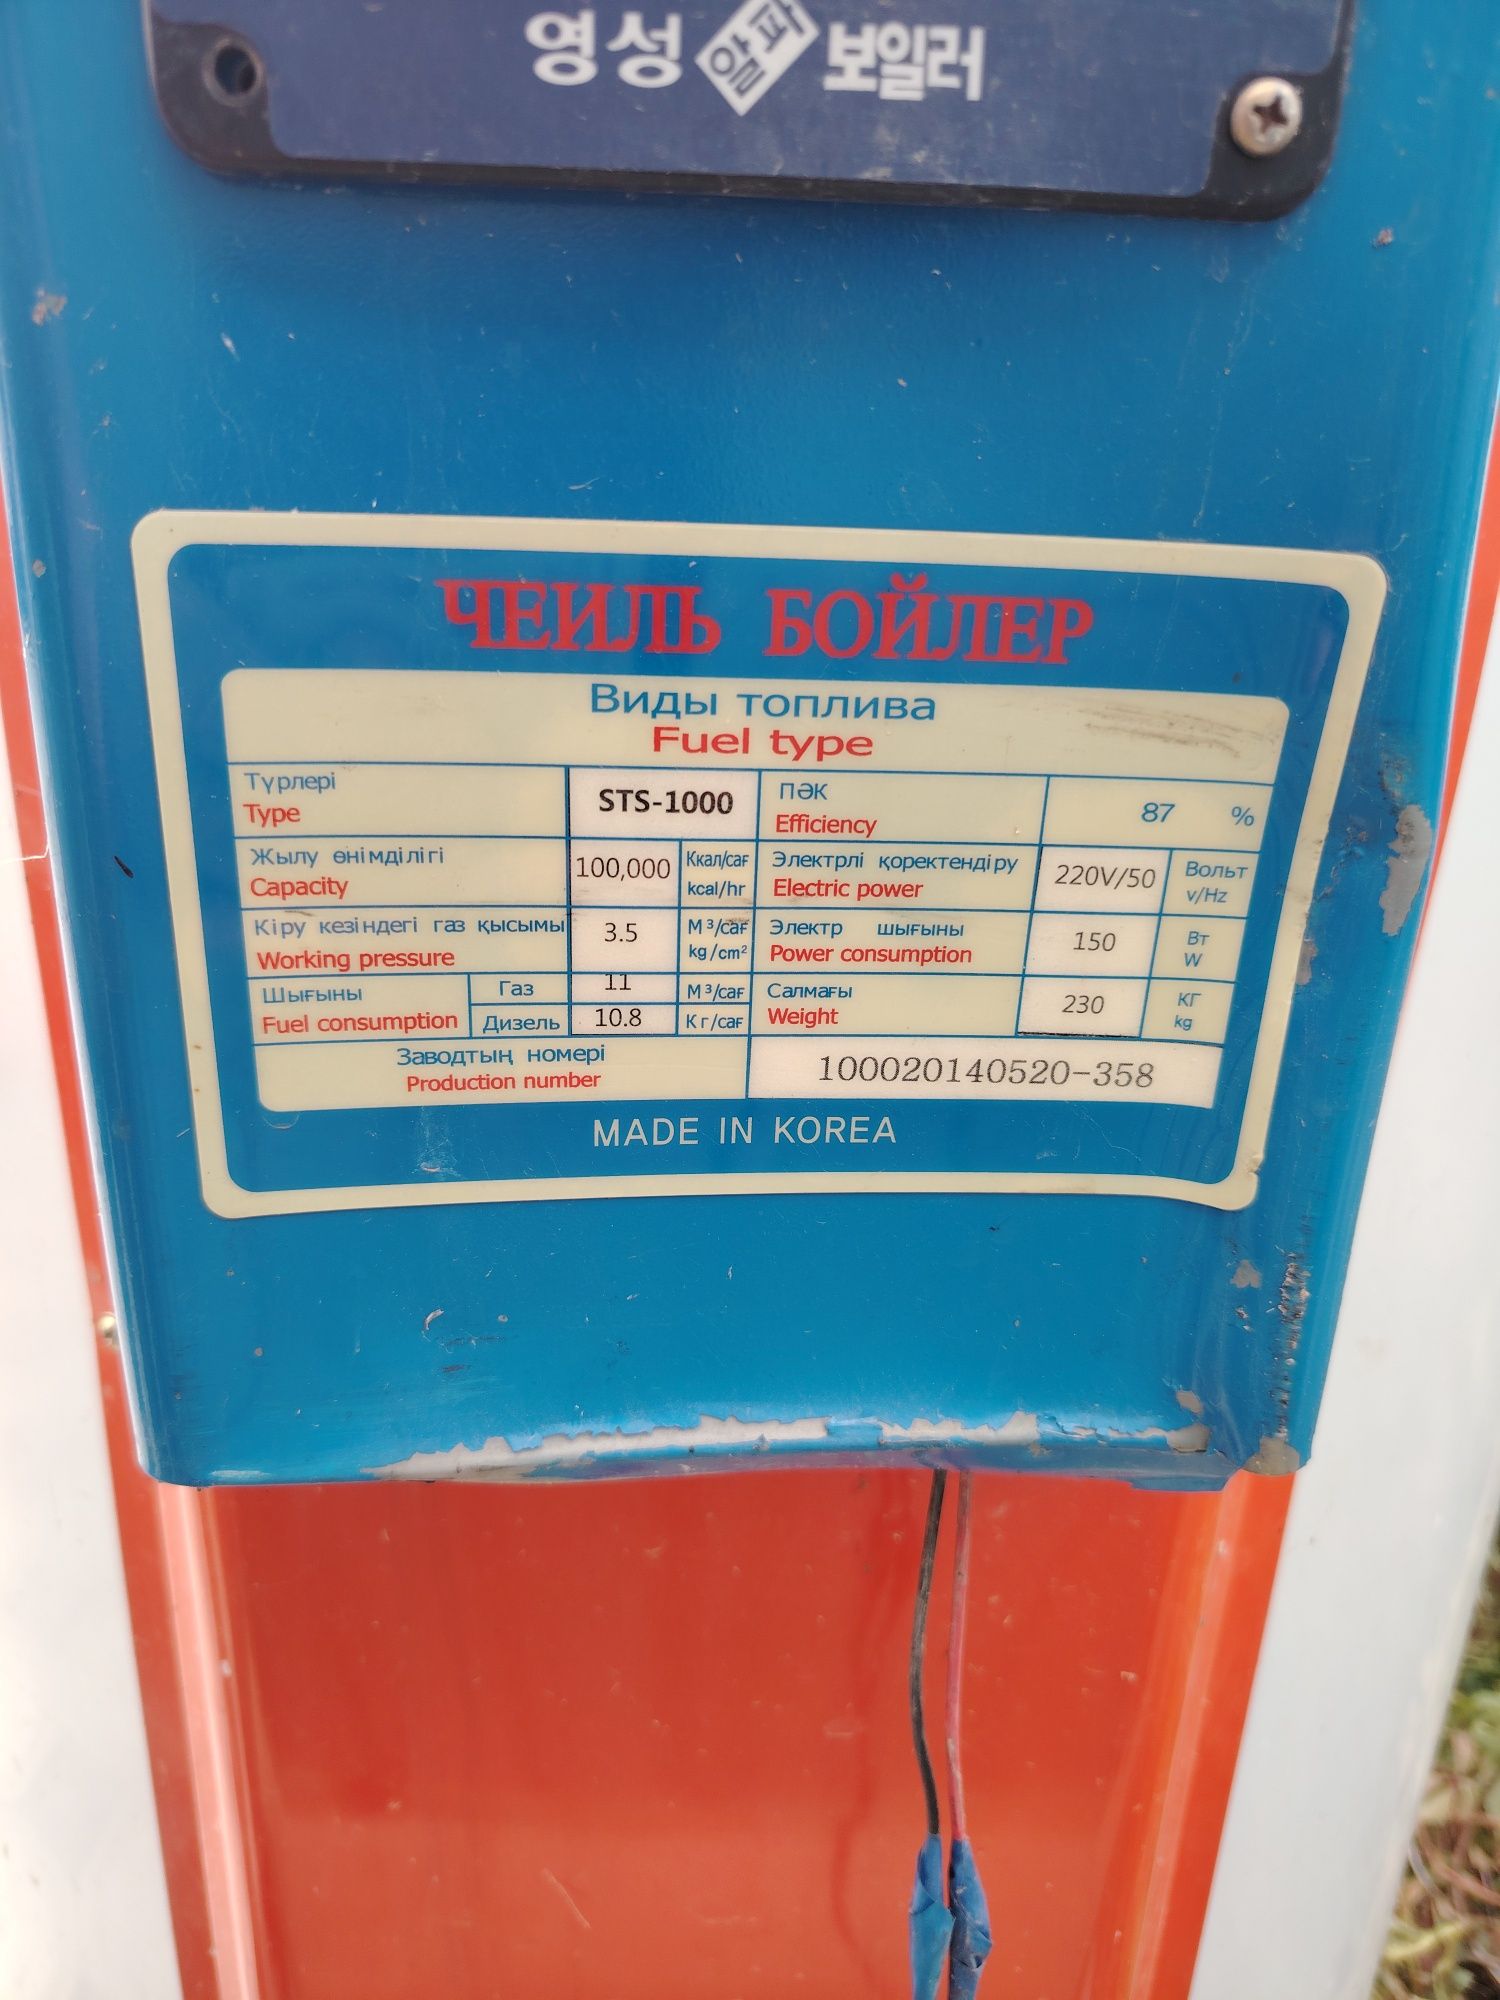 영성 알파 보일러
ЧЕИЛЬ БОЙЛЕР
Виды топлива
Fuel type
Түрлері
Type
STS-1000
ПӘК
Efficiency
87 %
Жылу өнімділігі
Capacity
100,000
Ккал/сағ
kcal/hr
Электрлі қоректендіру
Electric power
220V/50
Вольт
v/Hz
Кіру кезіндегі газ қысымы
Working pressure
3.5
М³/сағ
kg/cm²
Электр шығыны
Power consumption
150
Вт
W
Шығыны
Fuel consumption
Газ
11
М³/сағ
Дизель
10.8
Кг/сағ
Салмағы
Weight
230
КГ
kg
Заводтың номері
Production number
100020140520-358
MADE IN KOREA